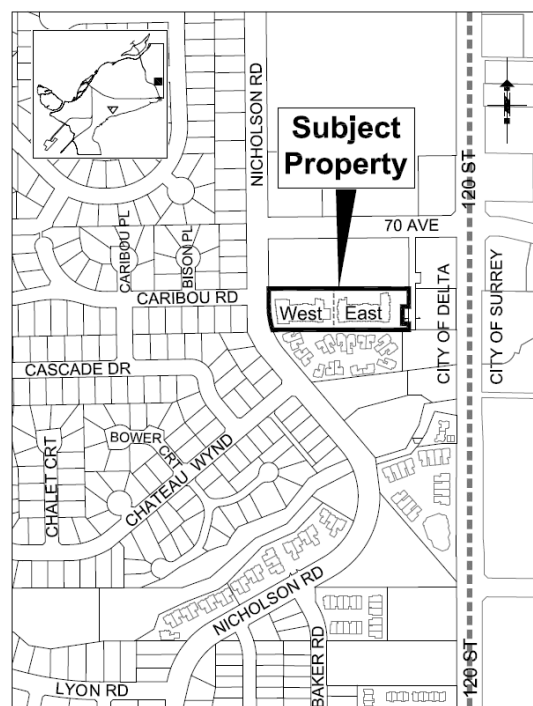 NICHOLSON RD
Subject
Property
120 ST
70 AVE
CARIBOU PL
BISON PL
CARIBOU RD
West
East
CITY OF DELTA
CITY OF SURREY
CASCADE DR
BOWER
CRT
CHALET CRT
CHATEAU WYND
NICHOLSON RD
BAKER RD
LYON RD
120 ST